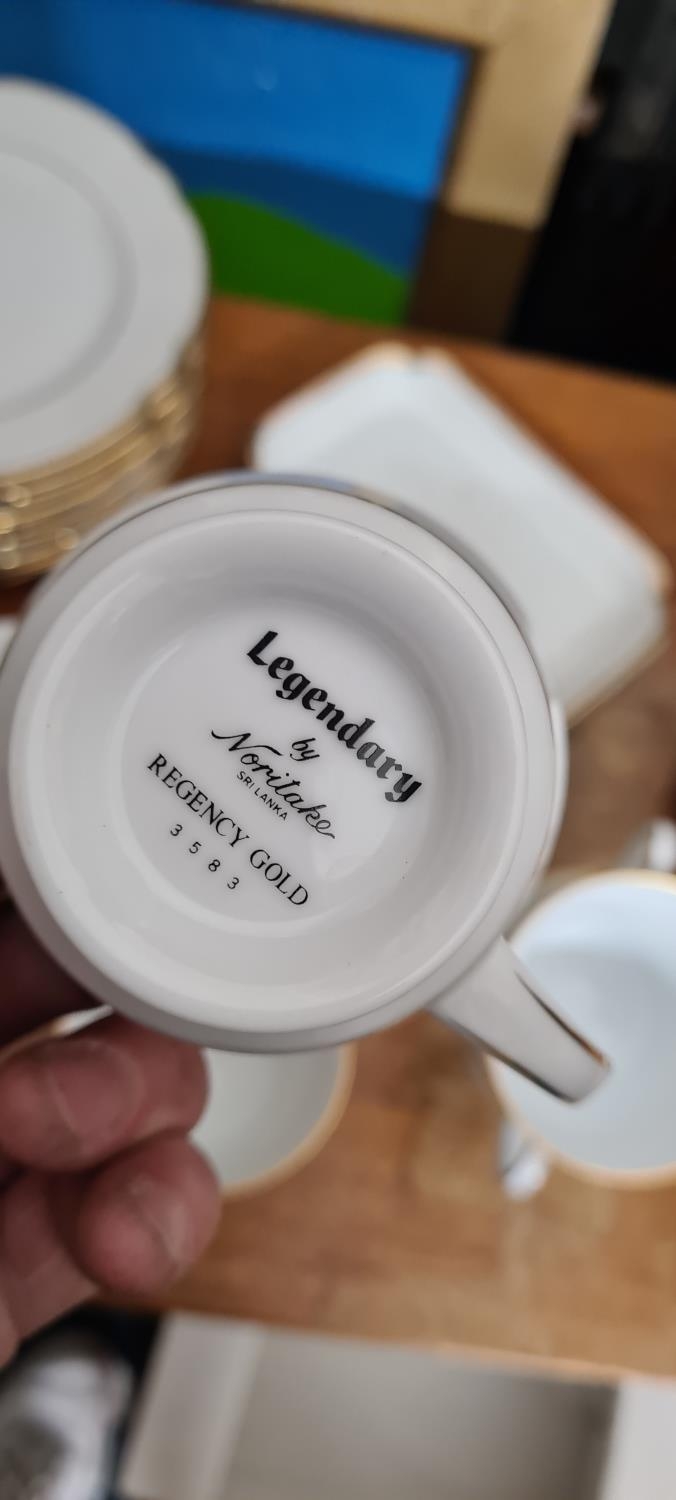 Legendary
by
Noritake
SRI LANKA
REGENCY GOLD
3583